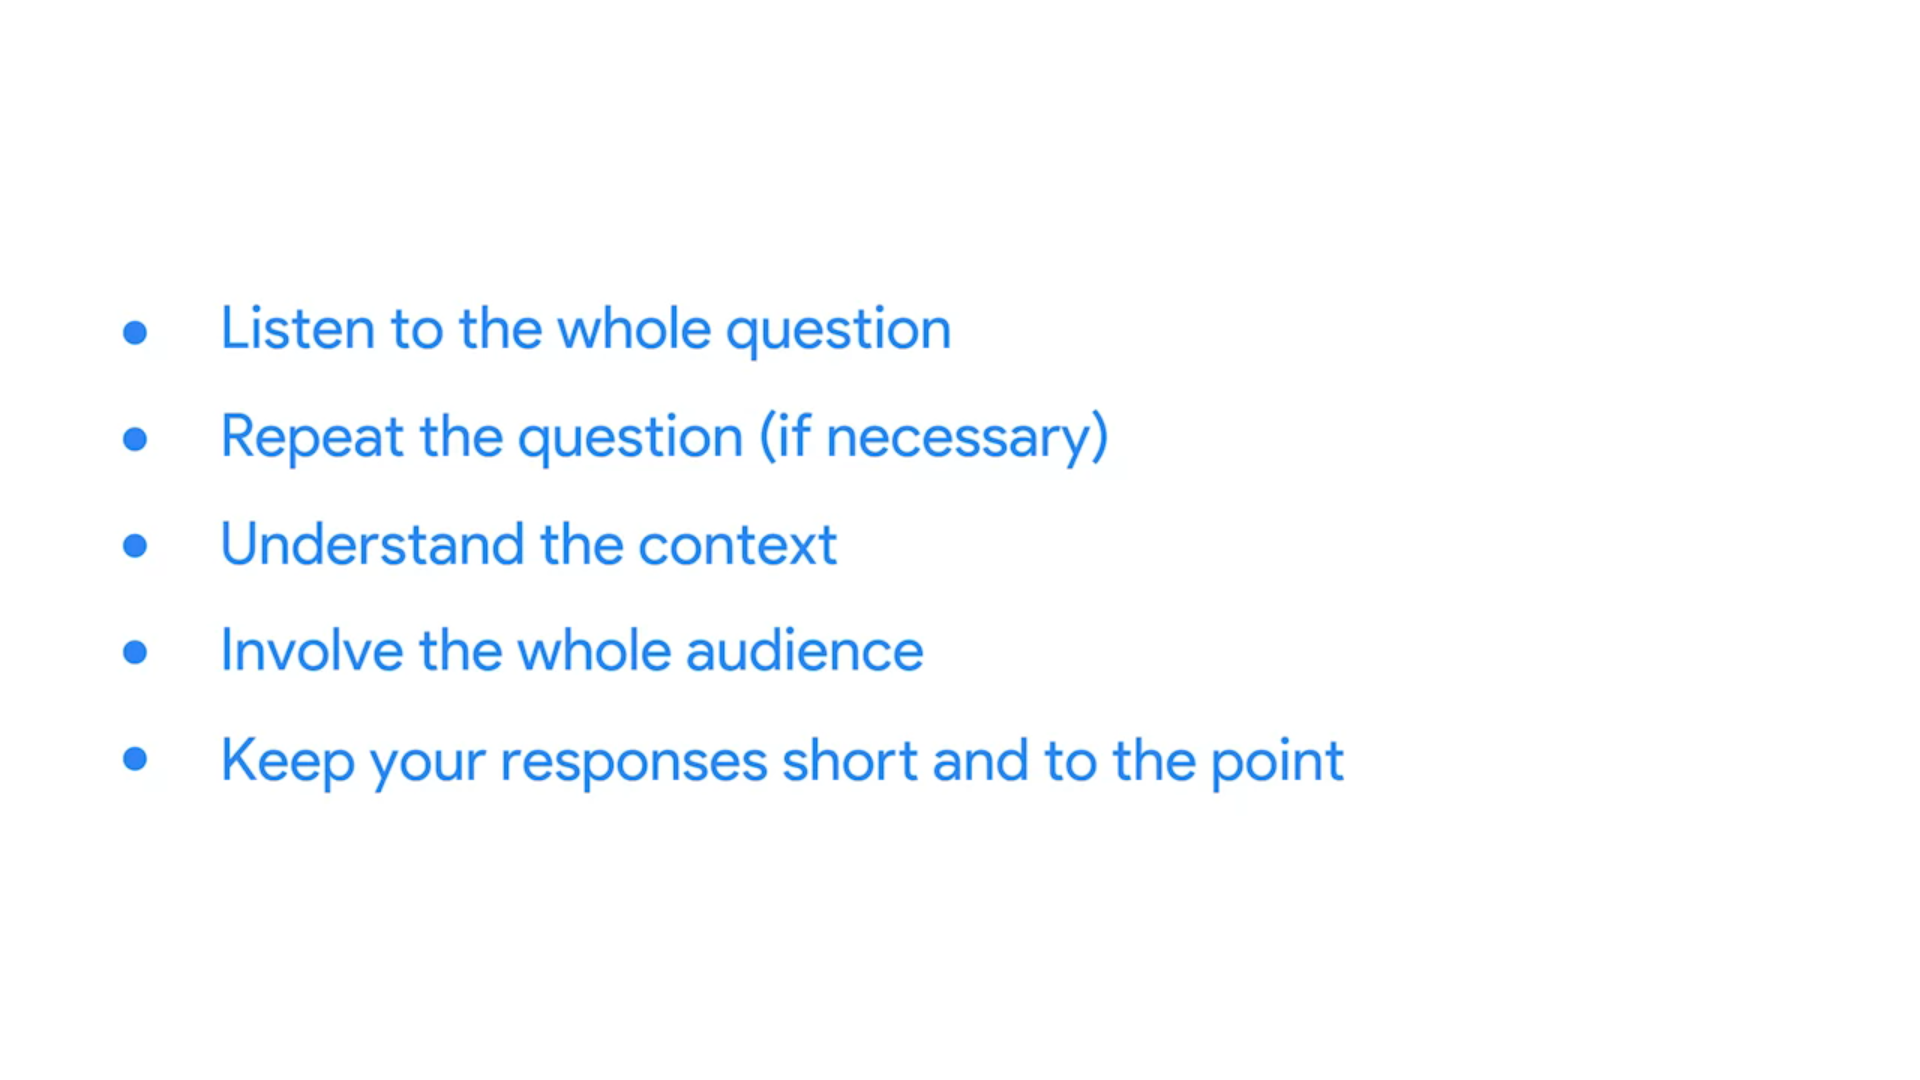 ● Listen to the whole question
● Repeat the question (if necessary)
● Understand the context
● Involve the whole audience
● Keep your responses short and to the point